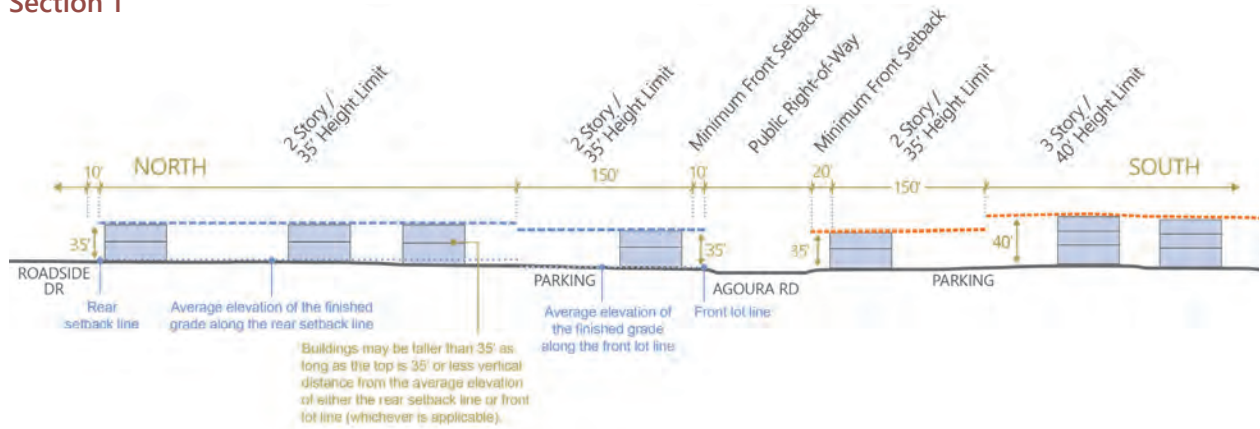 Section 1
2 Story /
35' Height Limit
2 Story /
35' Height Limit
Minimum Front Setback
Public Right-of-Way
Minimum Front Setback
2 Story /
35' Height Limit
3 Story /
40' Height Limit
10'
NORTH
150'
10'
20'
150'
SOUTH
35'
35'
35'
40'
ROADSIDE
DR
PARKING
AGOURA RD
PARKING
Rear
setback line
Average elevation of the finished
grade along the rear setback line
Average elevation of
the finished grade
along the front lot line
Front lot line
Buildings may be taller than 35' as
long as the top is 35' or less vertical
distance from the average elevation
of either the rear setback line or front
lot line (whichever is applicable).